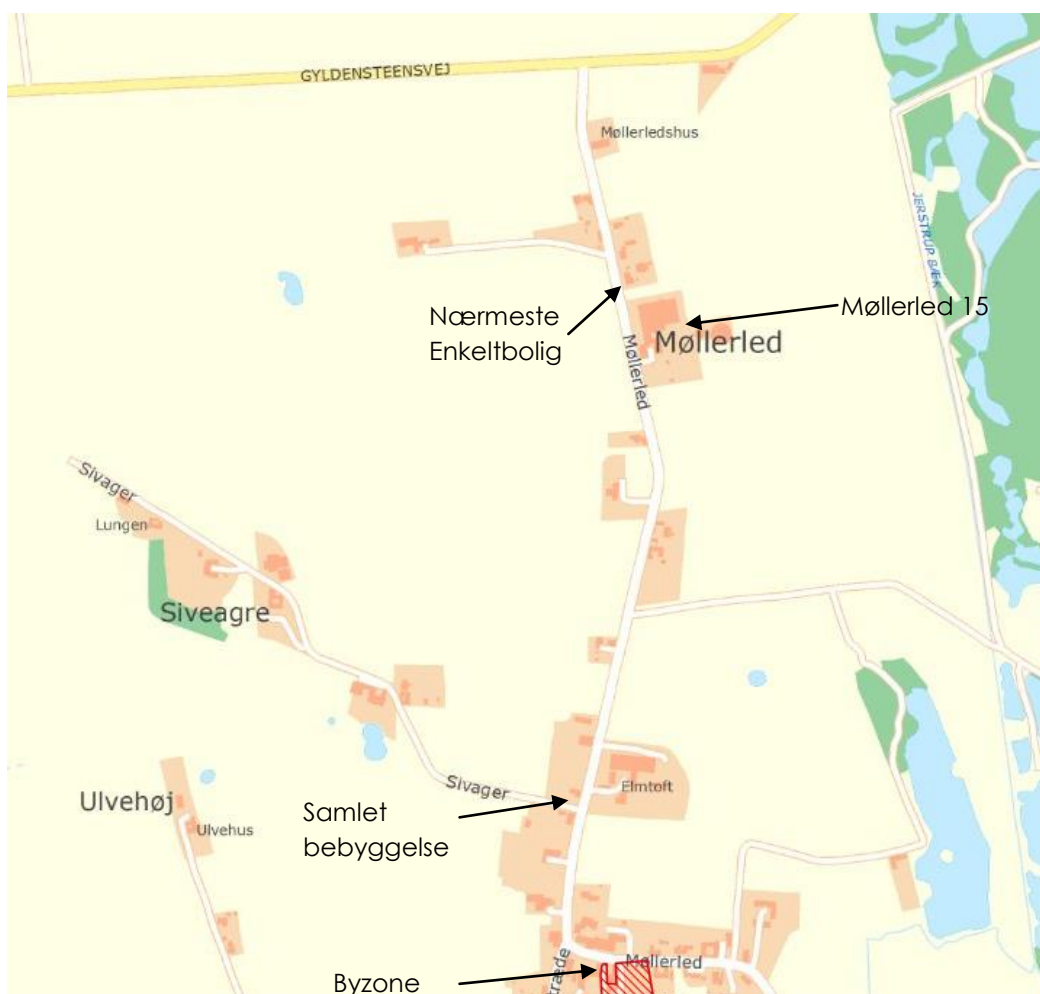 GYLDENSTEENSVEJ
Møllerledshus
JERSTRUP BÆK
Nærmeste
Enkeltbolig
Møllerled 15
Møllerled
Møllerled
Sivager
Lungen
Siveagre
Sivager
Elmtoft
Ulvehøj
Ulvehus
Samlet
bebyggelse
Møllerled
træde
Byzone